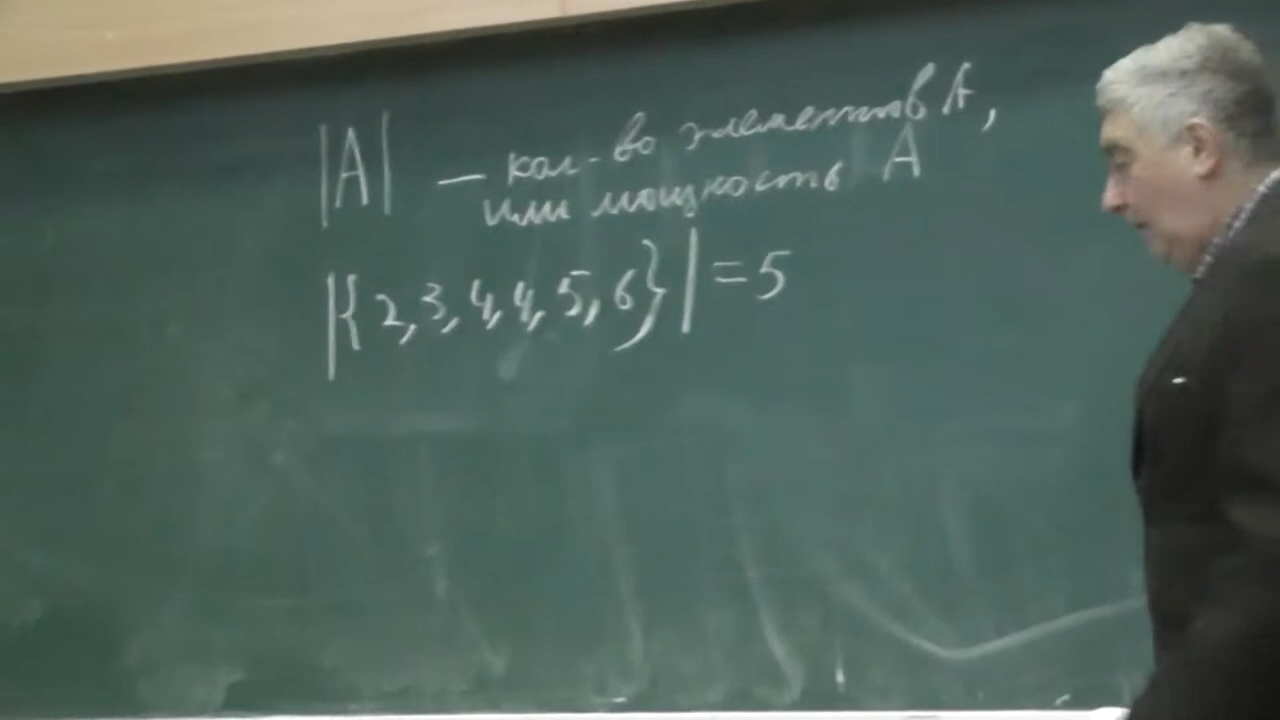 |A| — кол-во элементов A,
или мощность A
|{2,3,4,4,5,6}|=5